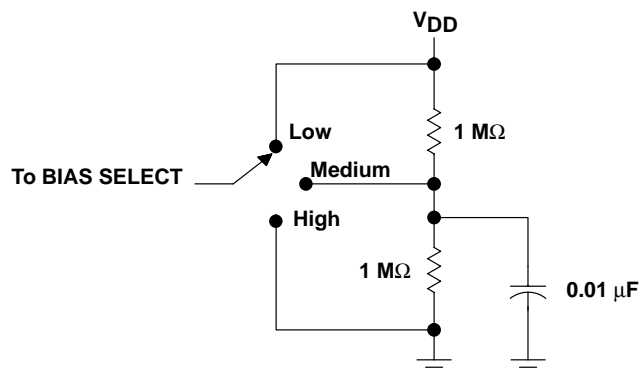 VDD
Low
1 MΩ
To BIAS SELECT
Medium
High
1 MΩ
0.01 μF